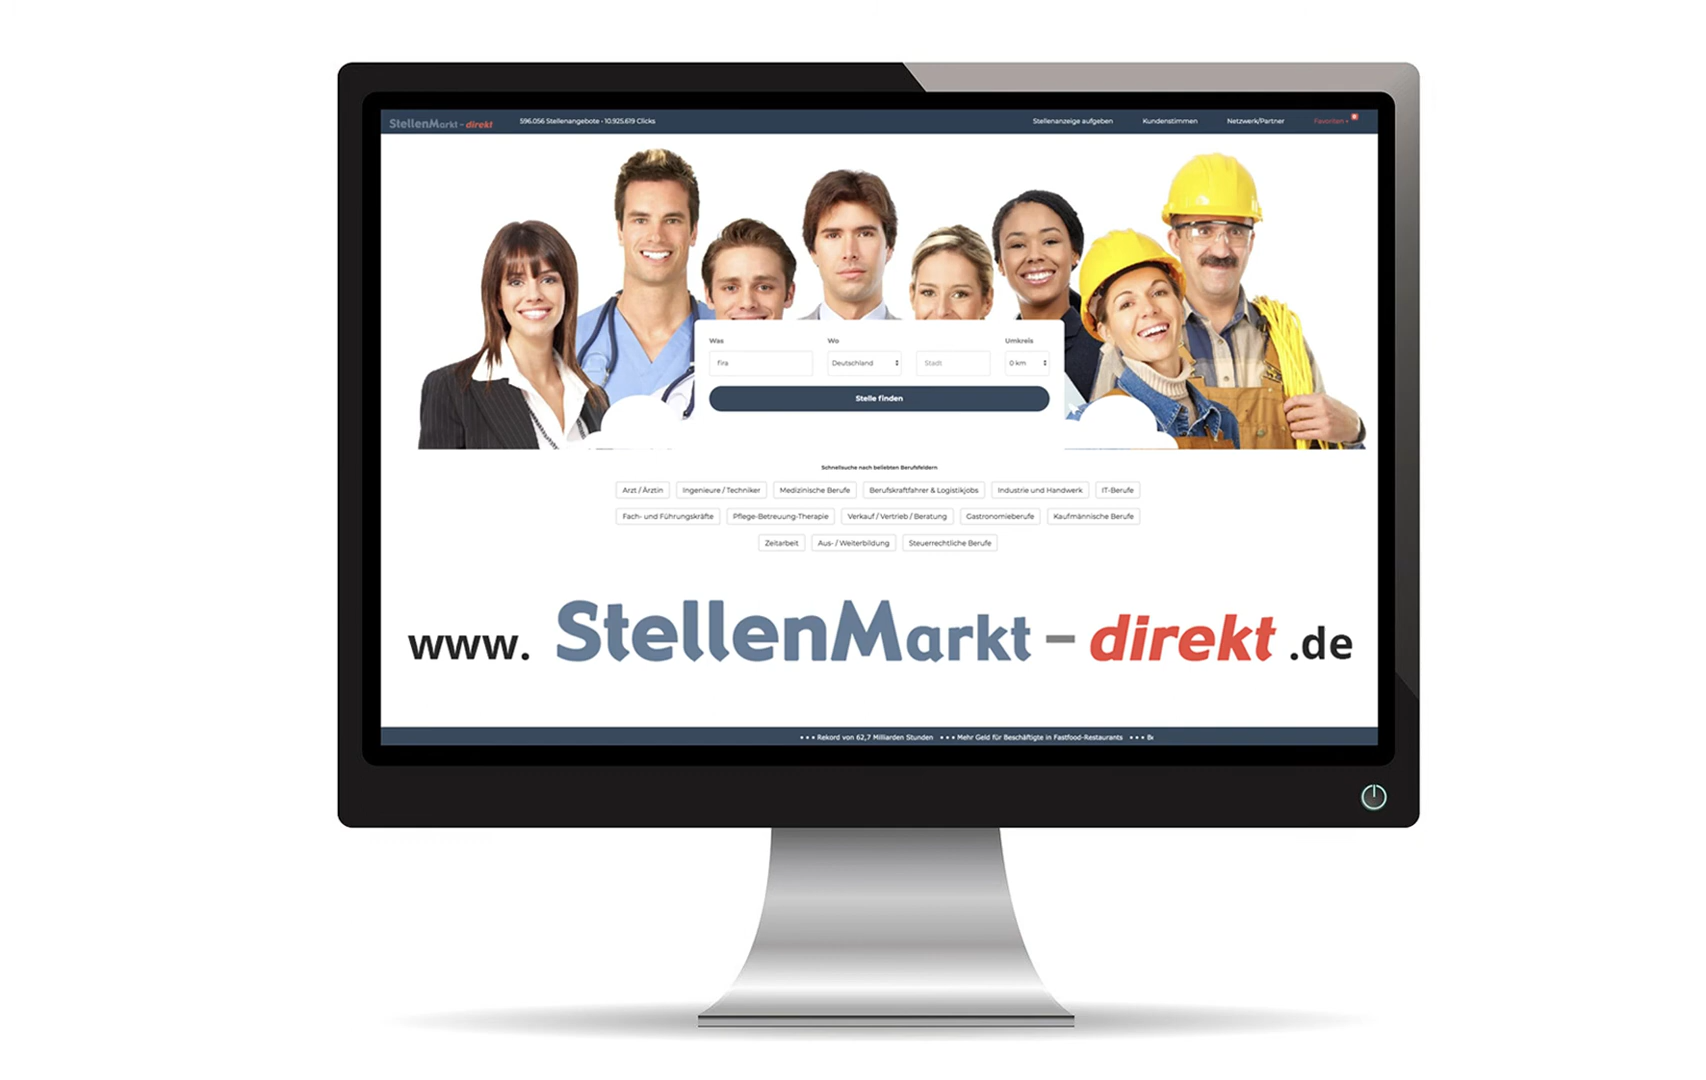 StellenMarkt - direkt
596.056 Stellenangebote - 10.925.619 Clicks
Stellenanzeige aufgeben
Kundenstimmen
Netzwerk/Partner
Favoriten
Was
Wo
Umkreis
fira
Deutschland
Stadt
0 km
Stelle finden
Schnellsuche nach beliebten Berufsfeldern
Arzt / Ärztin
Ingenieure / Techniker
Medizinische Berufe
Berufskraftfahrer & Logistikjobs
Industrie und Handwerk
IT-Berufe
Fach- und Führungskräfte
Pflege-Betreuung-Therapie
Verkauf / Vertrieb / Beratung
Gastronomieberufe
Kaufmännische Berufe
Zeitarbeit
Aus- / Weiterbildung
Steuerrechtliche Berufe
www. StellenMarkt - direkt .de
• • • Rekord von 62,7 Milliarden Stunden • • • Mehr Geld für Beschäftigte in Fastfood-Restaurants • • •